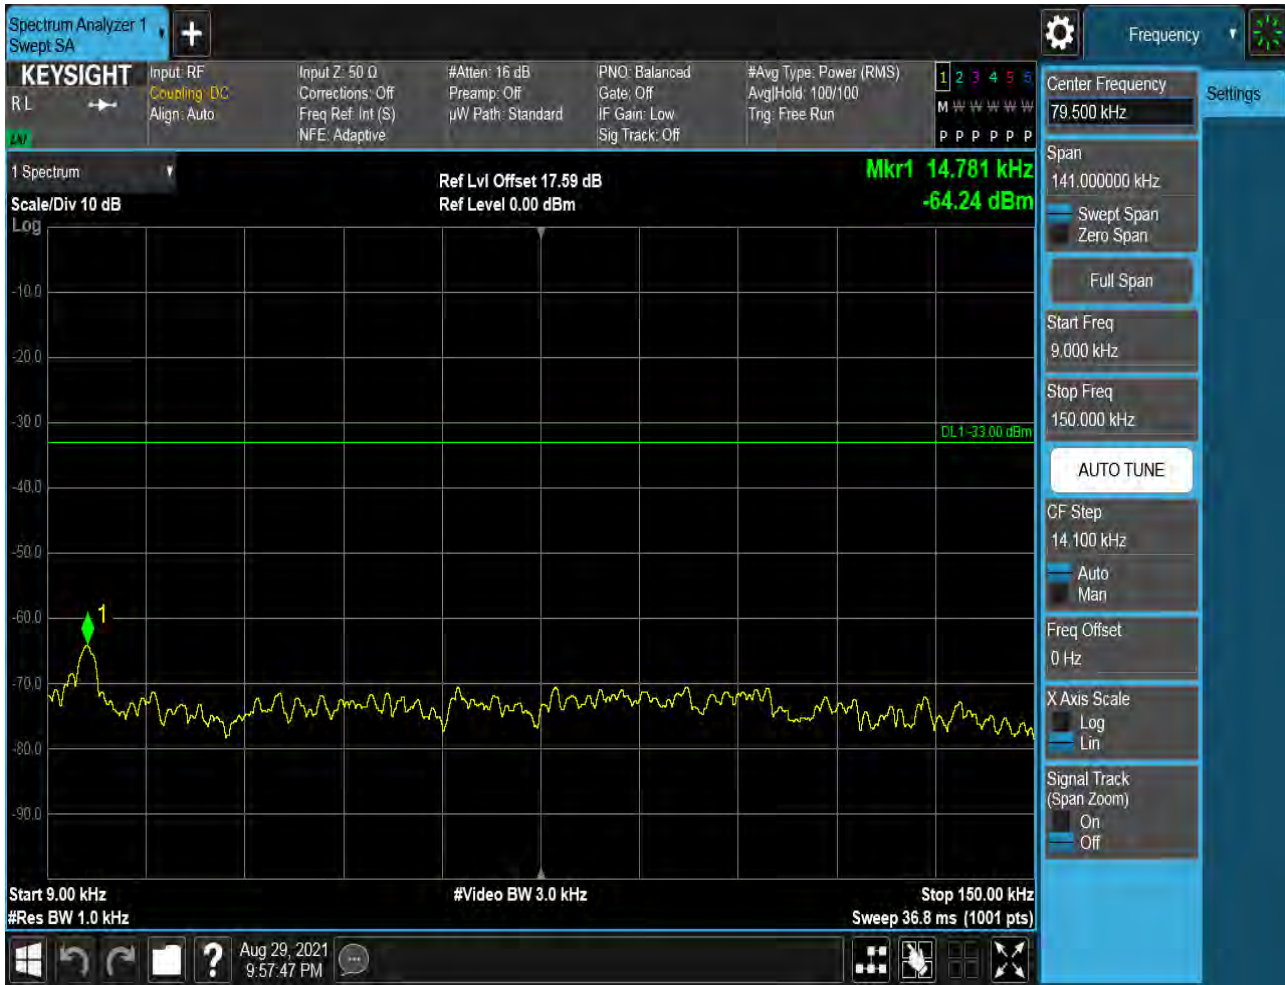 Spectrum Analyzer 1
Swept SA
Frequency
KEYSIGHT
R L
LXI
Input: RF
Coupling: DC
Align: Auto
Input Z: 50 Ω
Corrections: Off
Freq Ref: Int (S)
NFE: Adaptive
#Atten: 16 dB
Preamp: Off
µW Path: Standard
PNO: Balanced
Gate: Off
IF Gain: Low
Sig Track: Off
#Avg Type: Power (RMS)
Avg|Hold: 100/100
Trig: Free Run
1 2 3 4 5 6
M W W W W W
P P P P P P
1 Spectrum
Scale/Div 10 dB
Log
Ref Lvl Offset 17.59 dB
Ref Level 0.00 dBm
Mkr1 14.781 kHz
-64.24 dBm
-10.0
-20.0
-30.0
DL1 -33.00 dBm
-40.0
-50.0
-60.0
1
-70.0
-80.0
-90.0
Start 9.00 kHz
#Res BW 1.0 kHz
#Video BW 3.0 kHz
Stop 150.00 kHz
Sweep 36.8 ms (1001 pts)
?
Aug 29, 2021
9:57:47 PM
Center Frequency
79.500 kHz
Settings
Span
141.000000 kHz
Swept Span
Zero Span
Full Span
Start Freq
9.000 kHz
Stop Freq
150.000 kHz
AUTO TUNE
CF Step
14.100 kHz
Auto
Man
Freq Offset
0 Hz
X Axis Scale
Log
Lin
Signal Track
(Span Zoom)
On
Off